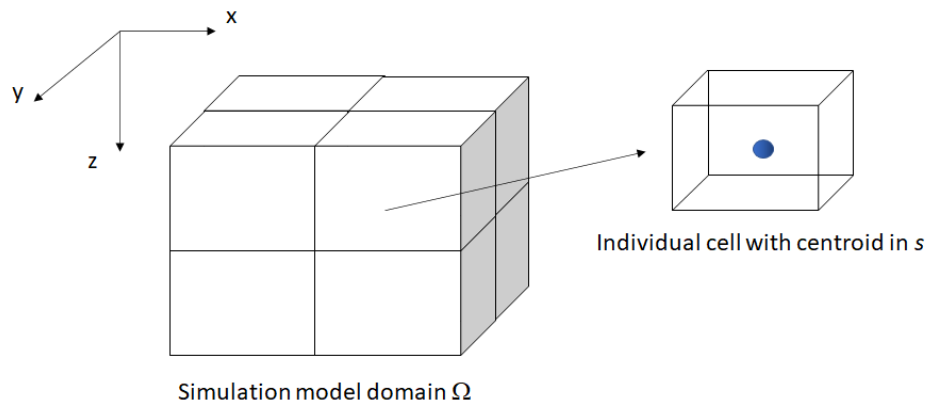 x
y
z
Individual cell with centroid in s
Simulation model domain Ω